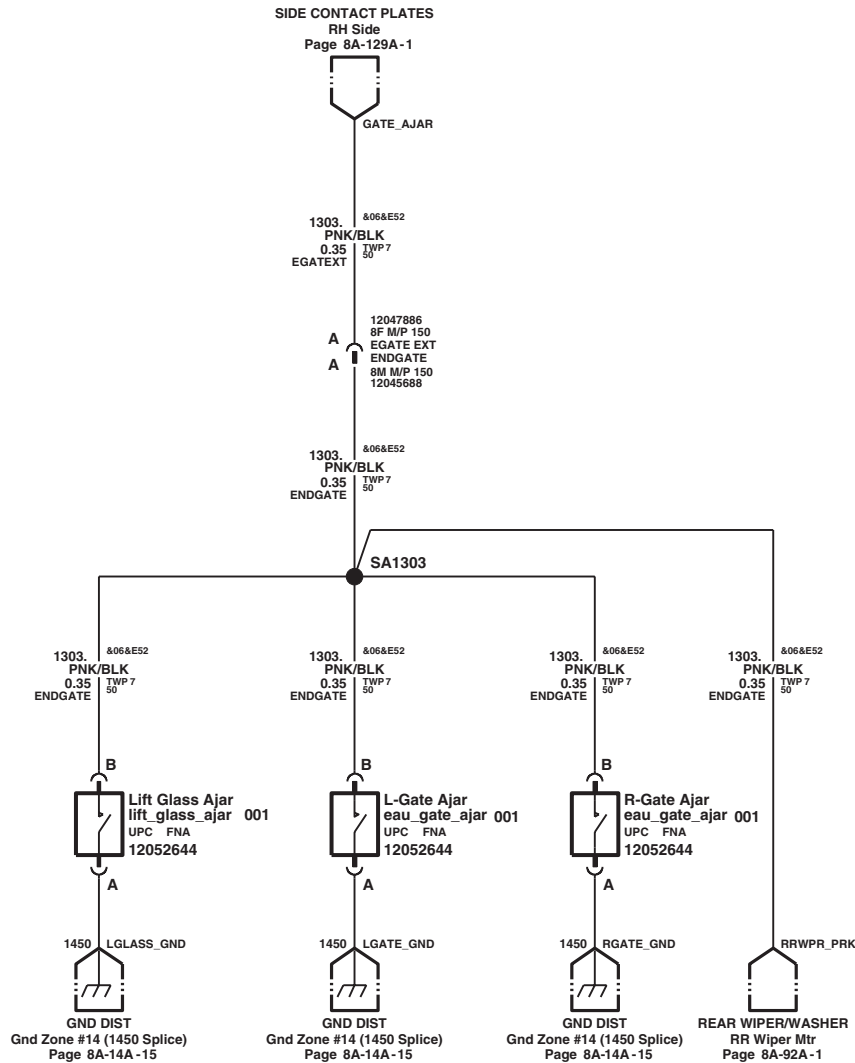 SIDE CONTACT PLATES
RH Side
Page 8A-129A-1
GATE_AJAR
1303. &06&E52
PNK/BLK
0.35 TWP 7
EGATEXT 50
A
A
12047886
8F M/P 150
EGATE EXT
ENDGATE
8M M/P 150
12045688
1303. &06&E52
PNK/BLK
0.35 TWP 7
ENDGATE 50
SA1303
1303. &06&E52
PNK/BLK
0.35 TWP 7
ENDGATE 50
1303. &06&E52
PNK/BLK
0.35 TWP 7
ENDGATE 50
1303. &06&E52
PNK/BLK
0.35 TWP 7
ENDGATE 50
1303. &06&E52
PNK/BLK
0.35 TWP 7
ENDGATE 50
B
Lift Glass Ajar
lift_glass_ajar 001
UPC FNA
12052644
A
B
L-Gate Ajar
eau_gate_ajar 001
UPC FNA
12052644
A
B
R-Gate Ajar
eau_gate_ajar 001
UPC FNA
12052644
A
1450 LGLASS_GND
1450 LGATE_GND
1450 RGATE_GND
RRWPR_PRK
GND DIST
Gnd Zone #14 (1450 Splice)
Page 8A-14A-15
GND DIST
Gnd Zone #14 (1450 Splice)
Page 8A-14A-15
GND DIST
Gnd Zone #14 (1450 Splice)
Page 8A-14A-15
REAR WIPER/WASHER
RR Wiper Mtr
Page 8A-92A-1